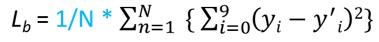 L_b = 1/N * ∑_{n=1}^{N} { ∑_{i=0}^{9} (y_i − y′_i)² }